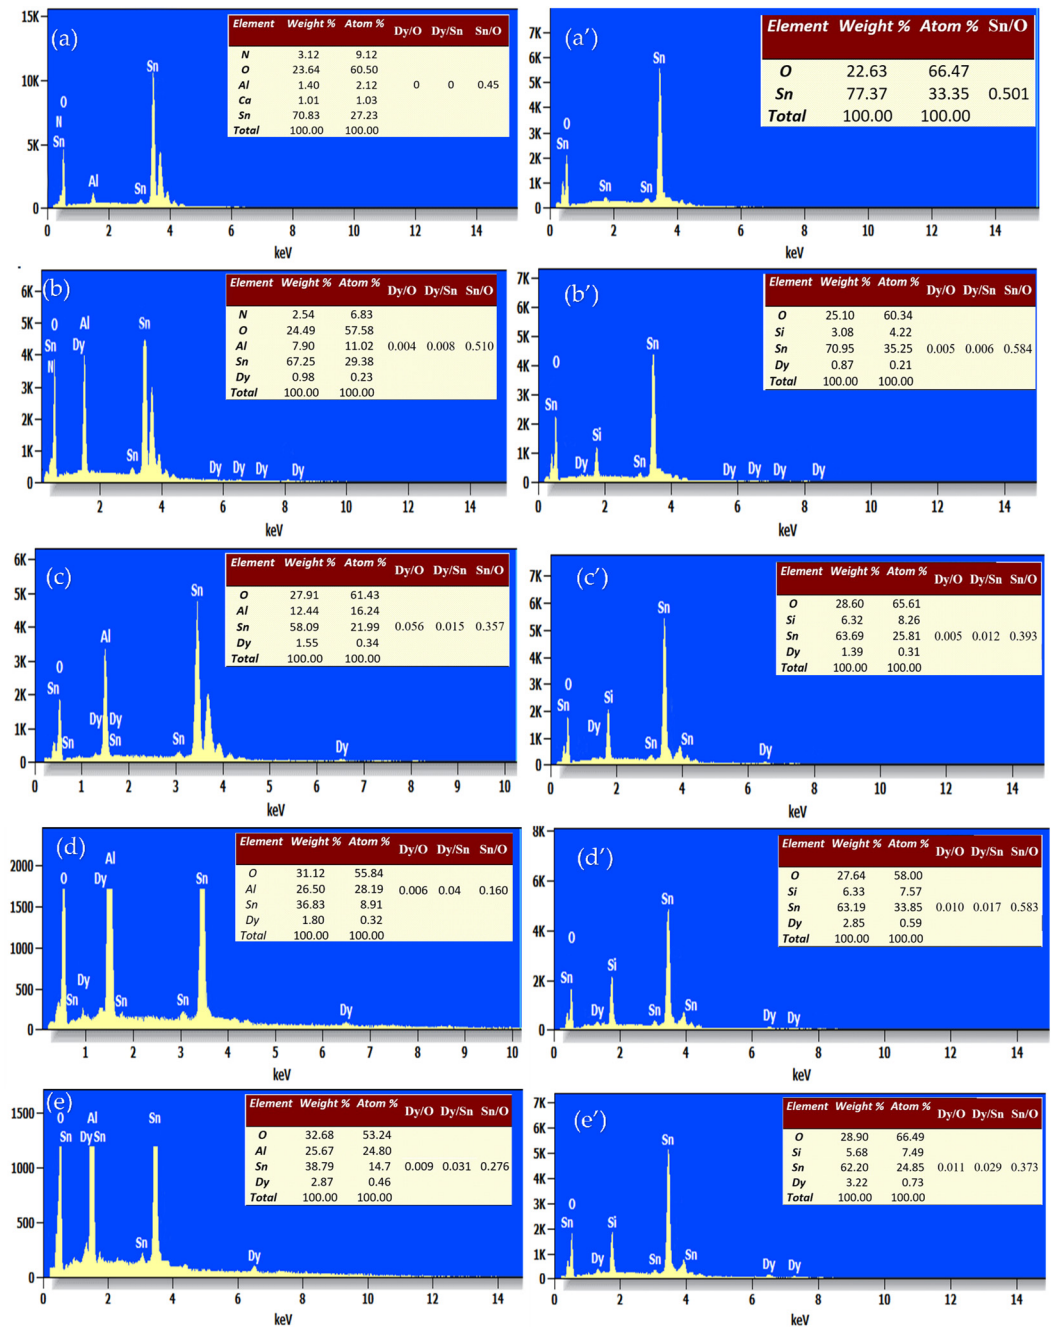 (a)
15K
10K
5K
0
O
N
Sn
Al
Sn
Sn
0 2 4 6 8 10 12 14
keV
Element Weight % Atom % Dy/O Dy/Sn Sn/O
N 3.12 9.12
O 23.64 60.50
Al 1.40 2.12 0 0 0.45
Ca 1.01 1.03
Sn 70.83 27.23
Total 100.00 100.00
(a′)
7K
6K
5K
4K
3K
2K
1K
0
O
Sn
Sn
Sn
Sn
0 2 4 6 8 10 12 14
keV
Element Weight % Atom % Sn/O
O 22.63 66.47
Sn 77.37 33.35 0.501
Total 100.00 100.00
(b)
6K
5K
4K
3K
2K
1K
0
O
Sn
N
Al
Dy
Sn
Sn
Dy Dy Dy Dy
2 4 6 8 10 12 14
keV
Element Weight % Atom % Dy/O Dy/Sn Sn/O
N 2.54 6.83
O 24.49 57.58
Al 7.90 11.02 0.004 0.008 0.510
Sn 67.25 29.38
Dy 0.98 0.23
Total 100.00 100.00
(b′)
7K
6K
5K
4K
3K
2K
1K
0
O
Sn
Dy
Si
Sn
Sn
Dy Dy Dy Dy
0 2 4 6 8 10 12 14
keV
Element Weight % Atom % Dy/O Dy/Sn Sn/O
O 25.10 60.34
Si 3.08 4.22
Sn 70.95 35.25 0.005 0.006 0.584
Dy 0.87 0.21
Total 100.00 100.00
(c)
6K
5K
4K
3K
2K
1K
0
O
Sn
Sn
Al
Dy Dy
Sn
Sn
Sn
Dy
0 1 2 3 4 5 6 7 8 9 10
keV
Element Weight % Atom % Dy/O Dy/Sn Sn/O
O 27.91 61.43
Al 12.44 16.24
Sn 58.09 21.99 0.056 0.015 0.357
Dy 1.55 0.34
Total 100.00 100.00
(c′)
7K
6K
5K
4K
3K
2K
1K
0
O
Sn
Dy
Si
Sn
Sn
Sn
Dy
0 2 4 6 8 10 12 14
keV
Element Weight % Atom % Dy/O Dy/Sn Sn/O
O 28.60 65.61
Si 6.32 8.26
Sn 63.69 25.81 0.005 0.012 0.393
Dy 1.39 0.31
Total 100.00 100.00
(d)
2000
1500
1000
500
0
O
Sn
Dy
Al
Dy
Sn
Sn
Sn
Dy
1 2 3 4 5 6 7 8 9 10
keV
Element Weight % Atom % Dy/O Dy/Sn Sn/O
O 31.12 55.84
Al 26.50 28.19 0.006 0.04 0.160
Sn 36.83 8.91
Dy 1.80 0.32
Total 100.00 100.00
(d′)
8K
6K
4K
2K
0
O
Sn
Dy
Si
Sn
Sn
Sn
Dy Dy
0 2 4 6 8 10 12 14
keV
Element Weight % Atom % Dy/O Dy/Sn Sn/O
O 27.64 58.00
Si 6.33 7.57
Sn 63.19 33.85 0.010 0.017 0.583
Dy 2.85 0.59
Total 100.00 100.00
(e)
1500
1000
500
0
O
Sn
Al
Dy Sn
Sn
Sn
Dy
0 2 4 6 8 10 12 14
keV
Element Weight % Atom % Dy/O Dy/Sn Sn/O
O 32.68 53.24
Al 25.67 24.80
Sn 38.79 14.7 0.009 0.031 0.276
Dy 2.87 0.46
Total 100.00 100.00
(e′)
7K
6K
5K
4K
3K
2K
1K
0
O
Sn
Dy
Si
Sn
Sn
Sn
Dy Dy
0 2 4 6 8 10 12 14
keV
Element Weight % Atom % Dy/O Dy/Sn Sn/O
O 28.90 66.49
Si 5.68 7.49
Sn 62.20 24.85 0.011 0.029 0.373
Dy 3.22 0.73
Total 100.00 100.00